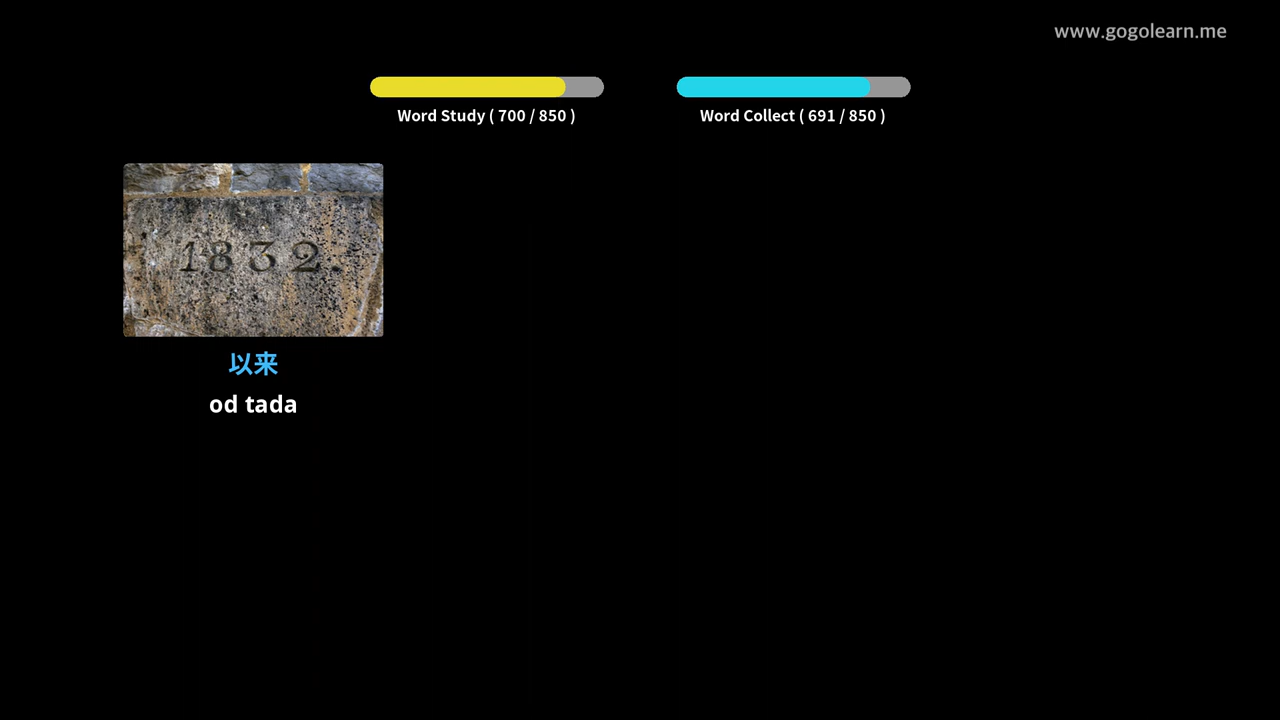 www.gogolearn.me
Word Study ( 700 / 850 )
Word Collect ( 691 / 850 )
1832.
以来
od tada